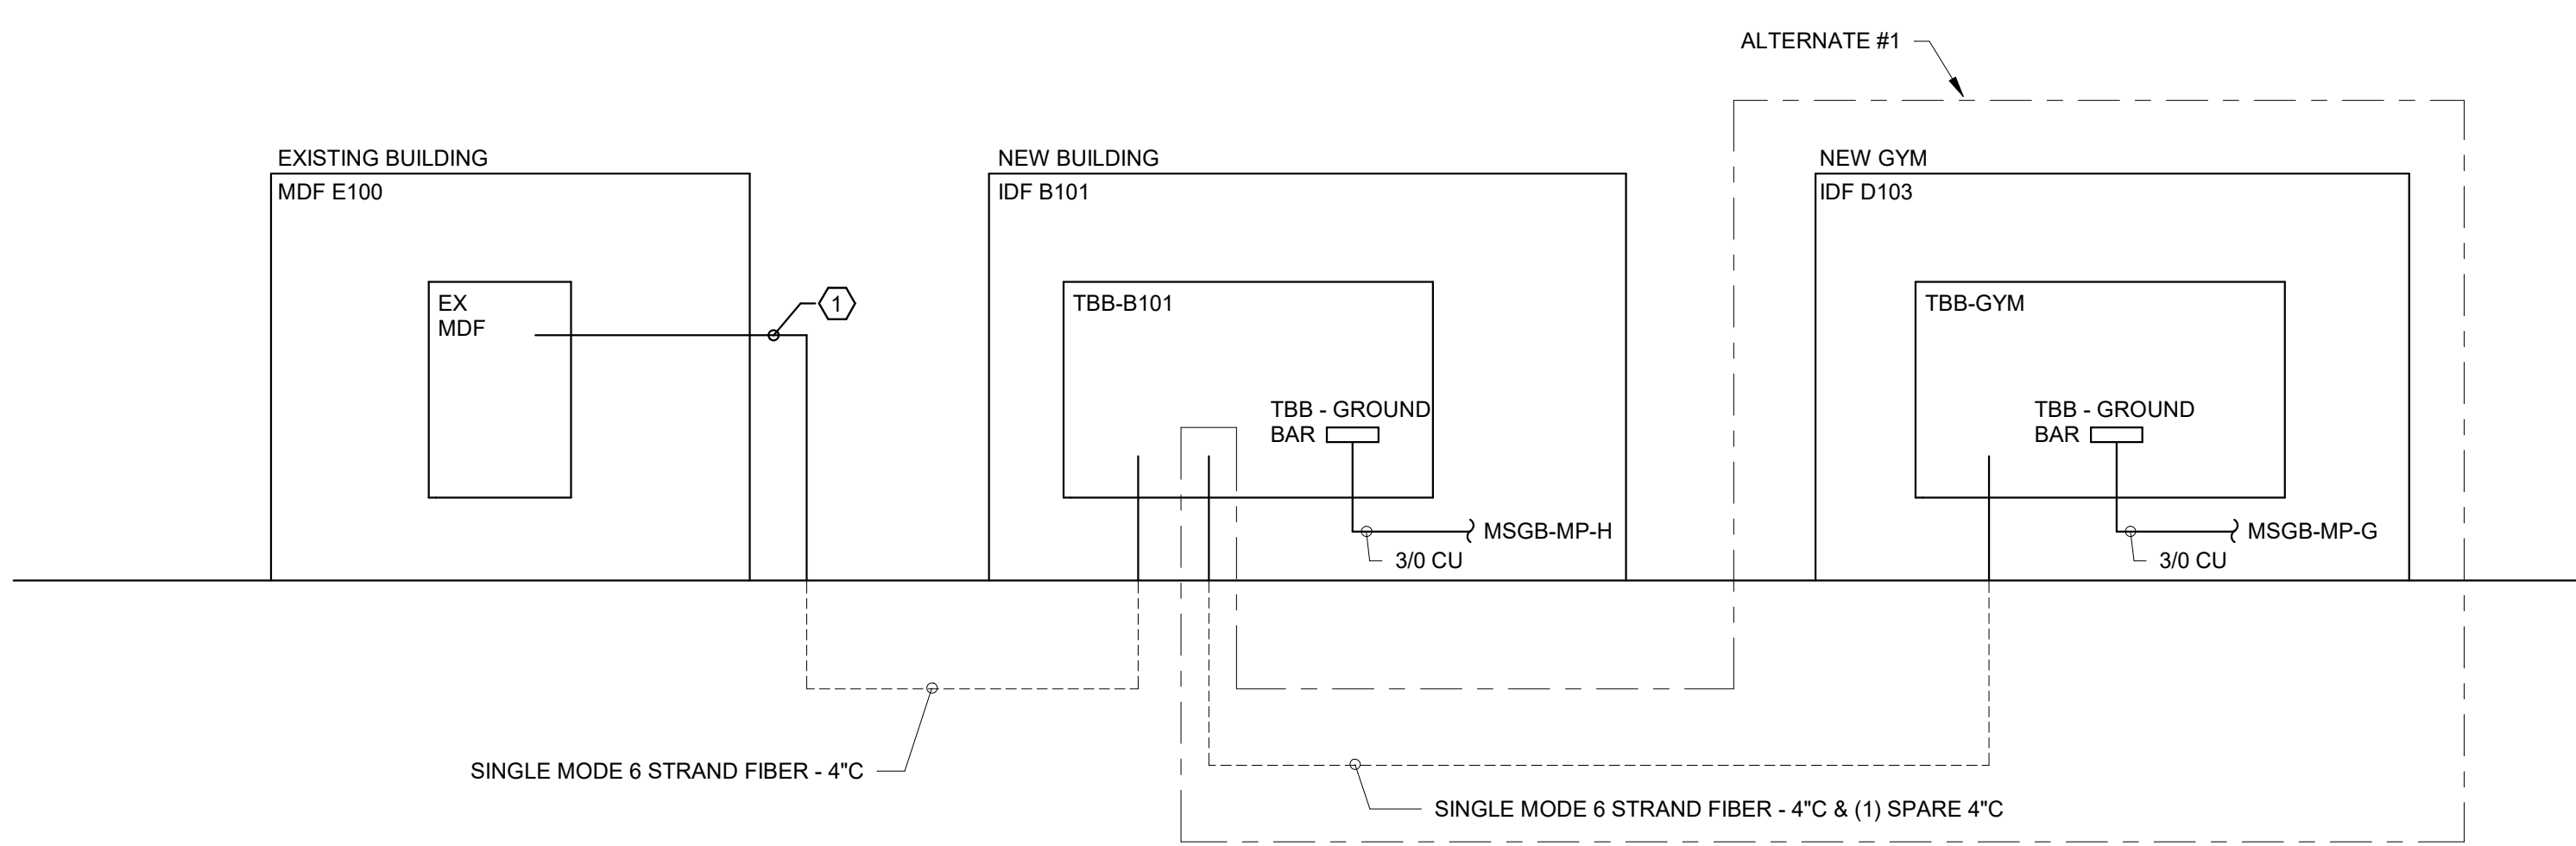 ALTERNATE #1
EXISTING BUILDING
MDF E100
EX
MDF
1
NEW BUILDING
IDF B101
TBB-B101
TBB - GROUND
BAR
MSGB-MP-H
3/0 CU
NEW GYM
IDF D103
TBB-GYM
TBB - GROUND
BAR
MSGB-MP-G
3/0 CU
SINGLE MODE 6 STRAND FIBER - 4"C
SINGLE MODE 6 STRAND FIBER - 4"C & (1) SPARE 4"C